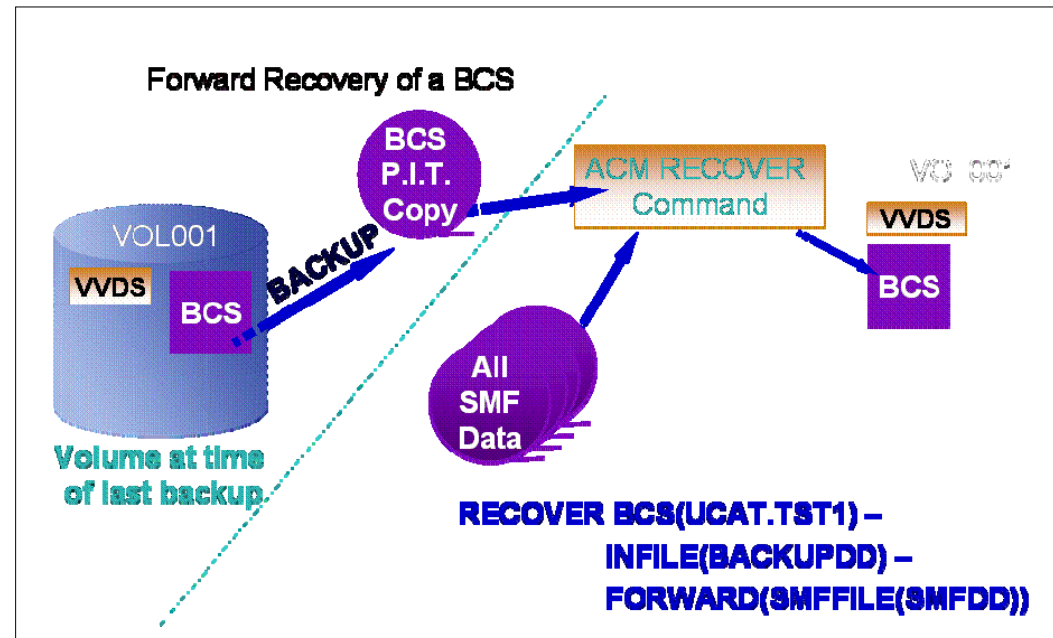 Forward Recovery of a BCS
BCS
P.I.T.
Copy
BACKUP
VOL001
VVDS
BCS
Volume at time
of last backup
ACM RECOVER
Command
All
SMF
Data
VVDS
BCS
RECOVER BCS(UCAT.TST1) –
INFILE(BACKUPDD) –
FORWARD(SMFFILE(SMFDD))